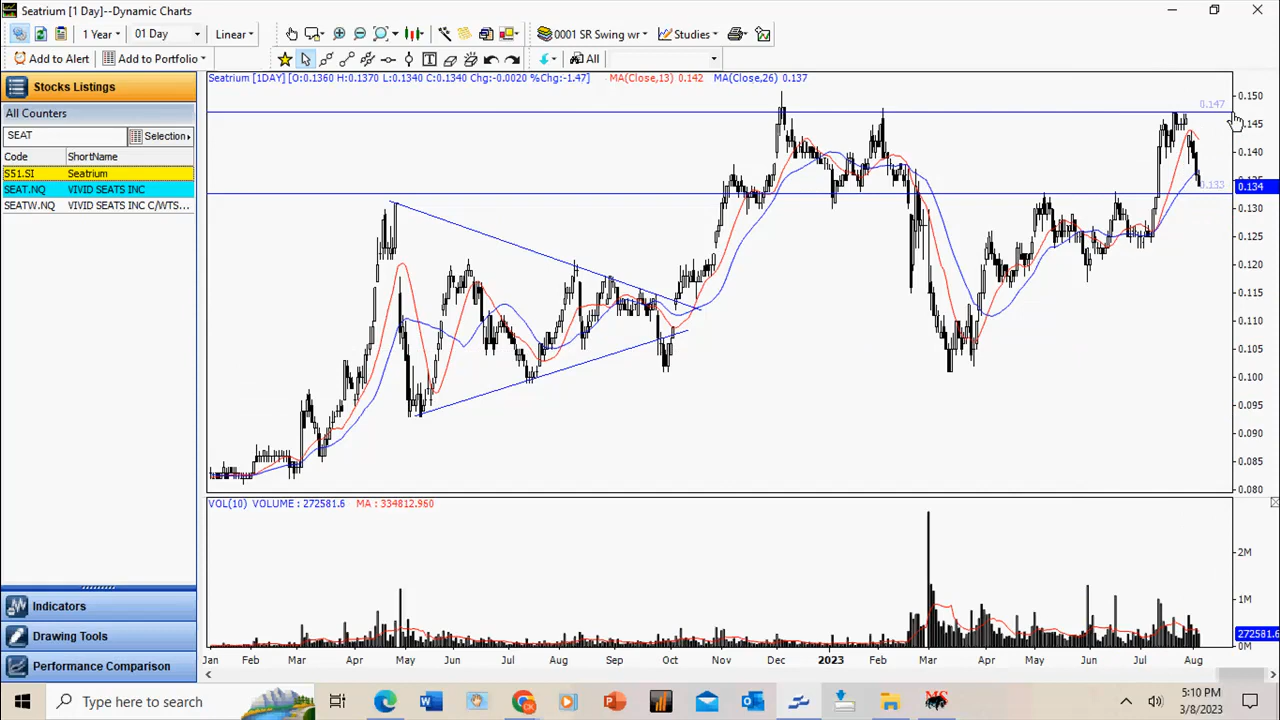 Seatrium [1 Day]--Dynamic Charts
1 Year
01 Day
Linear
0001 SR Swing wr
Studies
Add to Alert
Add to Portfolio
All
Stocks Listings
All Counters
SEAT
Selection
Code ShortName
S51.SI Seatrium
SEAT.NQ VIVID SEATS INC
SEATW.NQ VIVID SEATS INC C/WTS...
Indicators
Drawing Tools
Performance Comparison
Seatrium [1DAY] [O:0.1360 H:0.1370 L:0.1340 C:0.1340 Chg:-0.0020 %Chg:-1.47] MA(Close,13) 0.142 MA(Close,26) 0.137
0.147
0.133
0.150
0.145
0.140
0.134
0.130
0.125
0.120
0.115
0.110
0.105
0.100
0.095
0.090
0.085
0.080
VOL(10) VOLUME : 272581.6 MA : 334812.960
2M
1M
272581.6
Jan Feb Mar Apr May Jun Jul Aug Sep Oct Nov Dec 2023 Feb Mar Apr May Jun Jul Aug
Type here to search
5:10 PM
3/8/2023